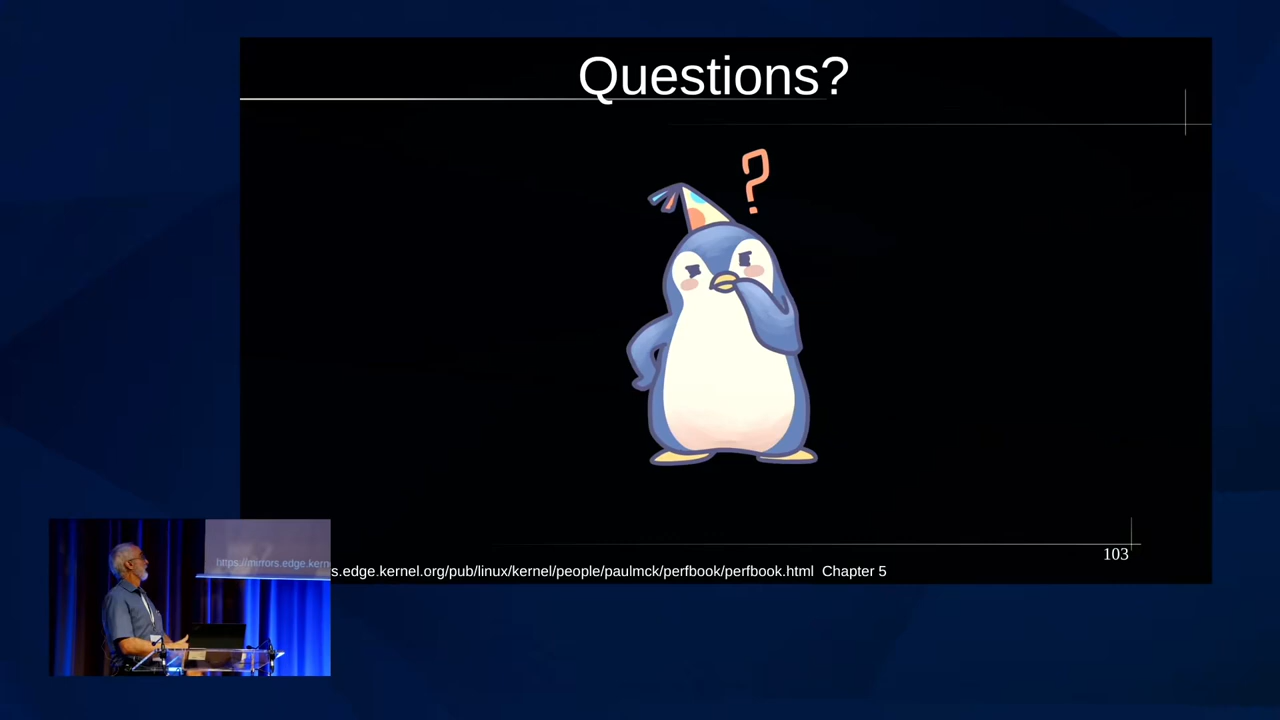 Questions?
?
103
https://mirrors.edge.kern
s.edge.kernel.org/pub/linux/kernel/people/paulmck/perfbook/perfbook.html Chapter 5